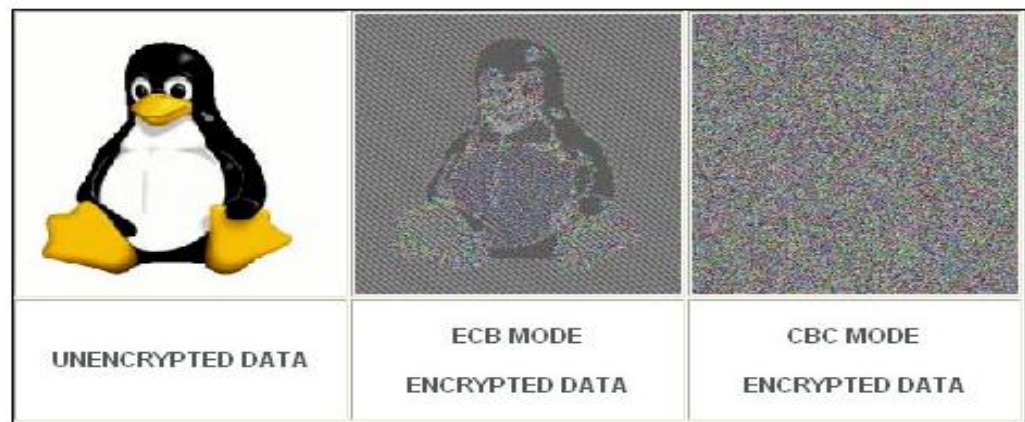 UNENCRYPTED DATA
ECB MODE
ENCRYPTED DATA
CBC MODE
ENCRYPTED DATA